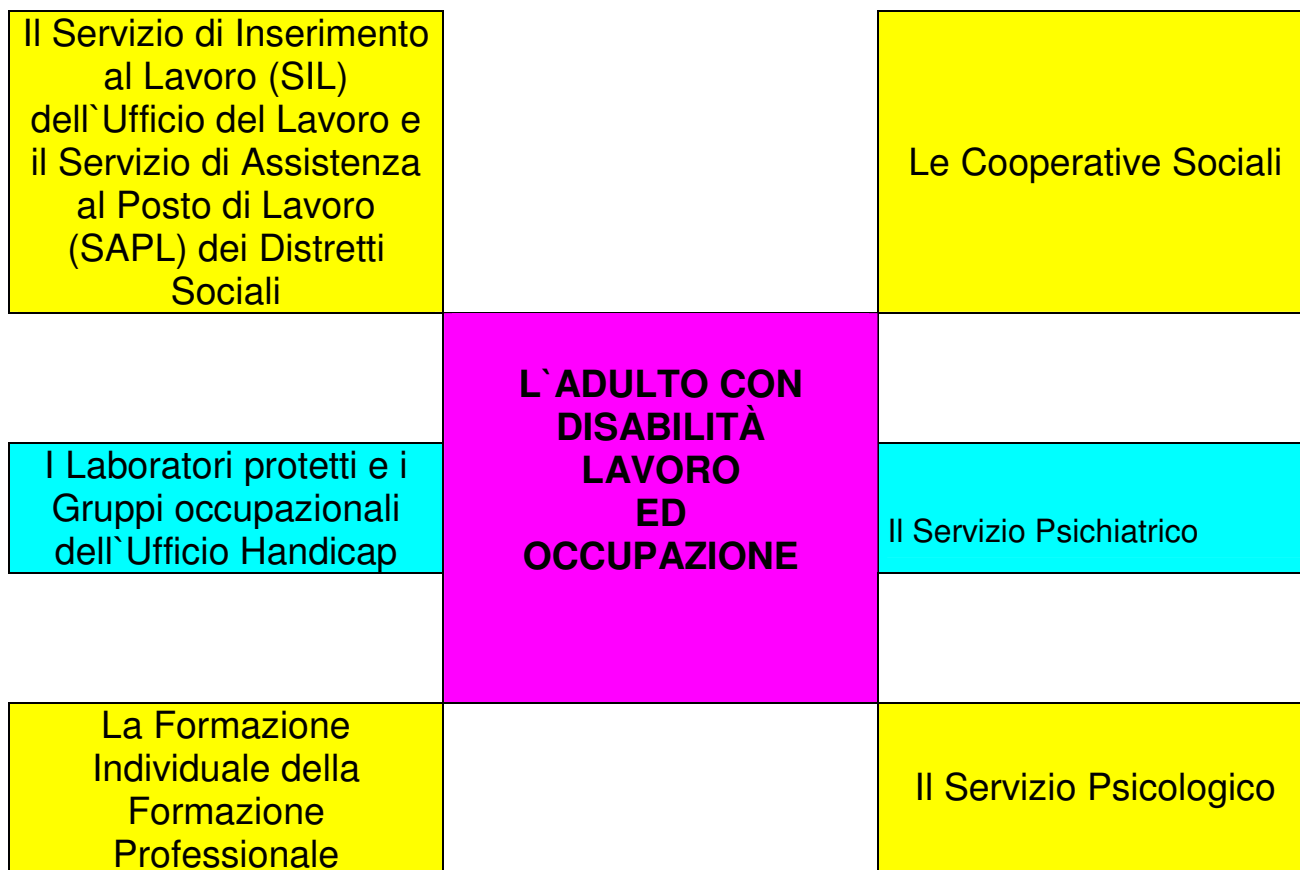 Il Servizio di Inserimento
al Lavoro (SIL)
dell`Ufficio del Lavoro e
il Servizio di Assistenza
al Posto di Lavoro
(SAPL) dei Distretti
Sociali
Le Cooperative Sociali
L`ADULTO CON
DISABILITÀ
LAVORO
ED
OCCUPAZIONE
I Laboratori protetti e i
Gruppi occupazionali
dell`Ufficio Handicap
Il Servizio Psichiatrico
La Formazione
Individuale della
Formazione
Professionale
Il Servizio Psicologico